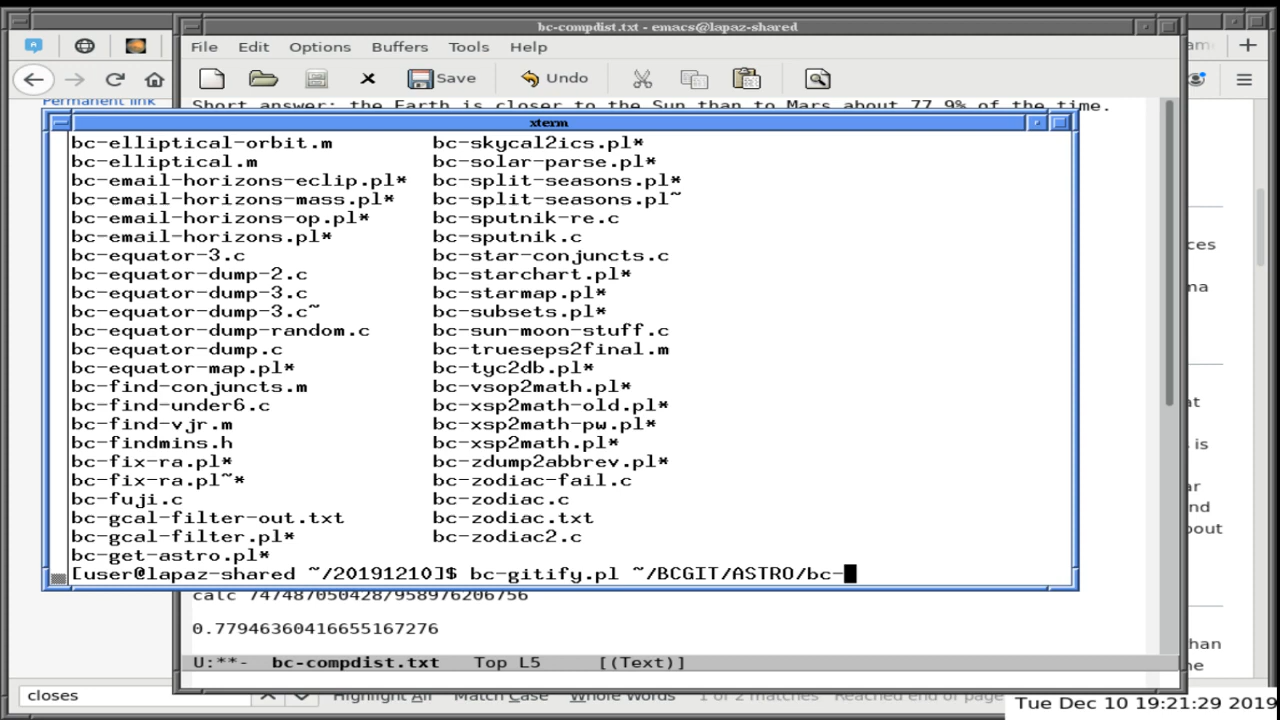 bc-compdist.txt - emacs@lapaz-shared
File Edit Options Buffers Tools Help
Save Undo
Permanent link
Short answer: the Earth is closer to the Sun than to Mars about 77.9% of the time.
xterm
bc-elliptical-orbit.m bc-skycal2ics.pl*
bc-elliptical.m bc-solar-parse.pl*
bc-email-horizons-eclip.pl* bc-split-seasons.pl*
bc-email-horizons-mass.pl* bc-split-seasons.pl~
bc-email-horizons-op.pl* bc-sputnik-re.c
bc-email-horizons.pl* bc-sputnik.c
bc-equator-3.c bc-star-conjuncts.c
bc-equator-dump-2.c bc-starchart.pl*
bc-equator-dump-3.c bc-starmap.pl*
bc-equator-dump-3.c~ bc-subsets.pl*
bc-equator-dump-random.c bc-sun-moon-stuff.c
bc-equator-dump.c bc-trueseps2final.m
bc-equator-map.pl* bc-tyc2db.pl*
bc-find-conjuncts.m bc-vsop2math.pl*
bc-find-under6.c bc-xsp2math-old.pl*
bc-find-vjr.m bc-xsp2math-pw.pl*
bc-findmins.h bc-xsp2math.pl*
bc-fix-ra.pl* bc-zdump2abbrev.pl*
bc-fix-ra.pl~* bc-zodiac-fail.c
bc-fuji.c bc-zodiac.c
bc-gcal-filter-out.txt bc-zodiac.txt
bc-gcal-filter.pl* bc-zodiac2.c
bc-get-astro.pl*
[user@lapaz-shared ~/20191210]$ bc-gitify.pl ~/BCGIT/ASTRO/bc-
calc 747487050428/958976206756
0.77946360416655167276
U:**- bc-compdist.txt Top L5 [(Text)]
closes Highlight All Match Case Whole Words 1 of 2 matches Reached end of page
Tue Dec 10 19:21:29 2019